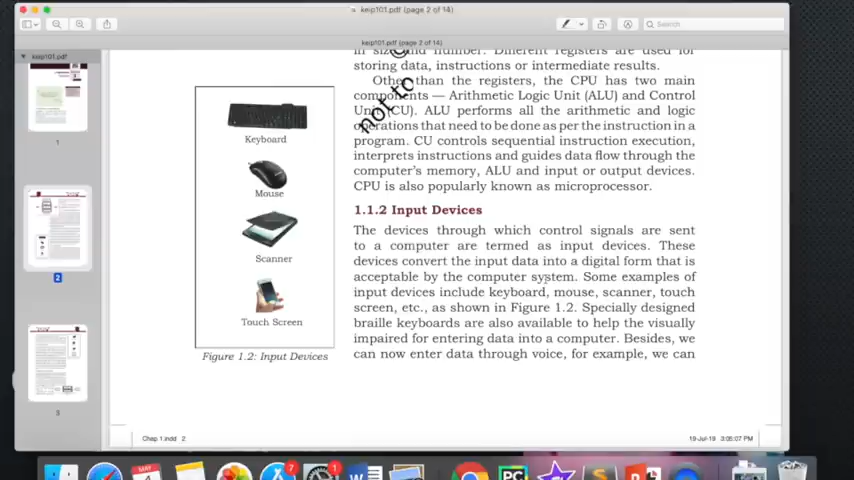 keip101.pdf (page 2 of 14)
Search
keip101.pdf (page 2 of 14)
keip101.pdf
1
2
3
©
not to
Keyboard
Mouse
Scanner
Touch Screen
Figure 1.2: Input Devices
in size and number. Different registers are used for
storing data, instructions or intermediate results.
Other than the registers, the CPU has two main
components — Arithmetic Logic Unit (ALU) and Control
Unit (CU). ALU performs all the arithmetic and logic
operations that need to be done as per the instruction in a
program. CU controls sequential instruction execution,
interprets instructions and guides data flow through the
computer's memory, ALU and input or output devices.
CPU is also popularly known as microprocessor.
1.1.2 Input Devices
The devices through which control signals are sent
to a computer are termed as input devices. These
devices convert the input data into a digital form that is
acceptable by the computer system. Some examples of
input devices include keyboard, mouse, scanner, touch
screen, etc., as shown in Figure 1.2. Specially designed
braille keyboards are also available to help the visually
impaired for entering data into a computer. Besides, we
can now enter data through voice, for example, we can
Chap 1.indd 2
19-Jul-19 3:05:07 PM
MAY
4
7
1
W
PC
S
P